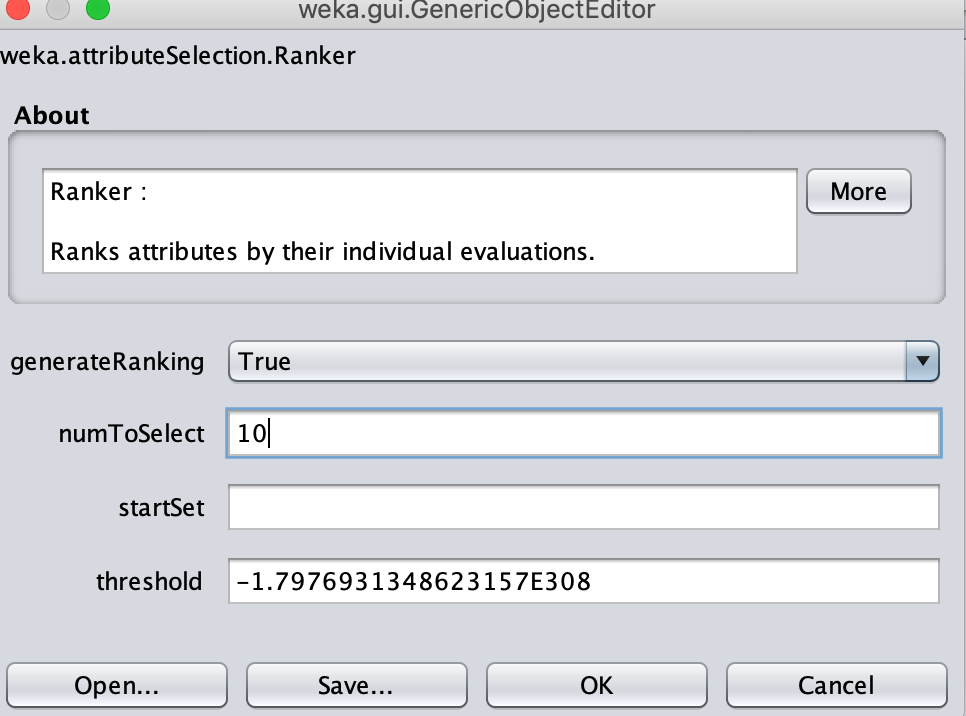 weka.gui.GenericObjectEditor
weka.attributeSelection.Ranker
About
Ranker :
More
Ranks attributes by their individual evaluations.
generateRanking True
numToSelect 10
startSet
threshold -1.7976931348623157E308
Open... Save... OK Cancel